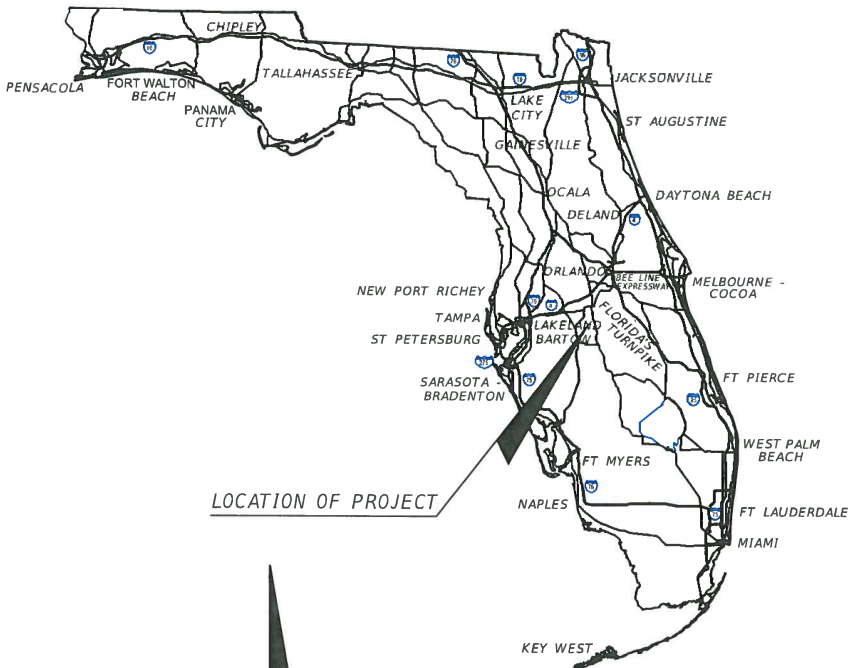 CHIPLEY
PENSACOLA
FORT WALTON
BEACH
PANAMA
CITY
TALLAHASSEE
LAKE
CITY
JACKSONVILLE
ST AUGUSTINE
GAINESVILLE
OCALA
DELAND
DAYTONA BEACH
ORLANDO
BEE LINE
EXPRESSWAY
MELBOURNE -
COCOA
NEW PORT RICHEY
TAMPA
ST PETERSBURG
LAKELAND
BARTOW
FLORIDA'S
TURNPIKE
SARASOTA -
BRADENTON
FT PIERCE
WEST PALM
BEACH
FT MYERS
LOCATION OF PROJECT
NAPLES
FT LAUDERDALE
MIAMI
KEY WEST